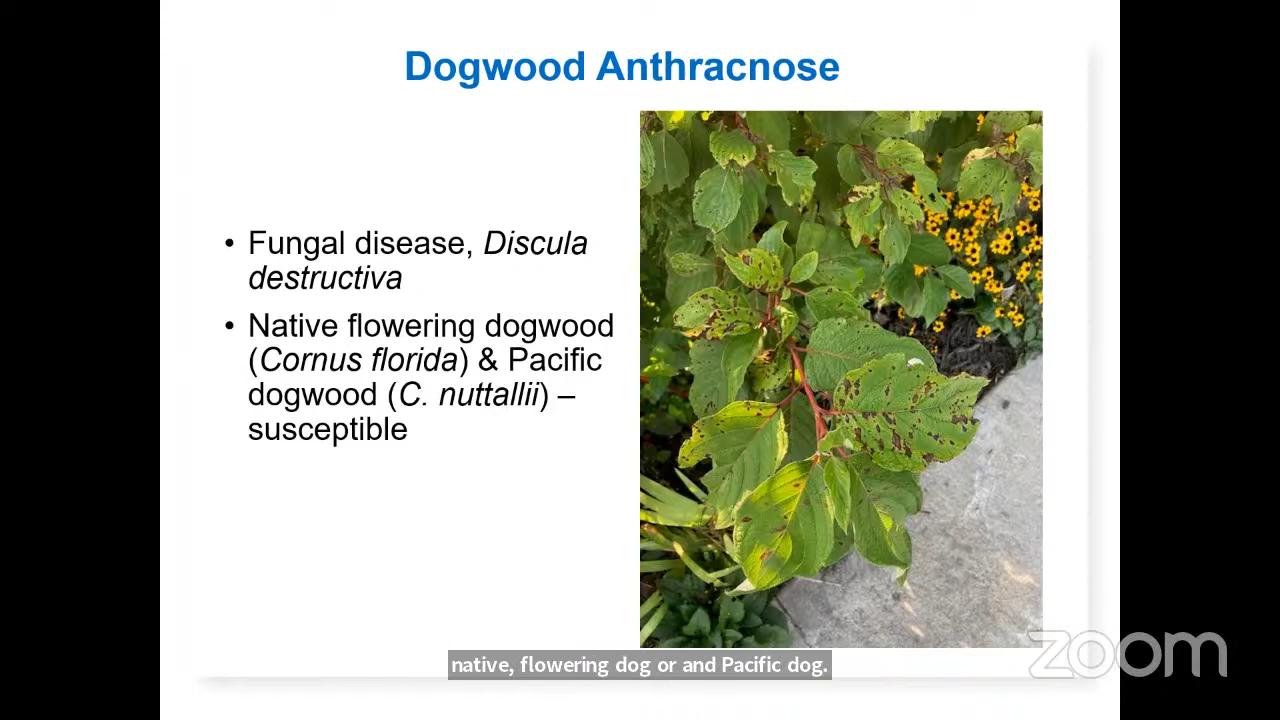 Dogwood Anthracnose
• Fungal disease, Discula
destructiva
• Native flowering dogwood
(Cornus florida) & Pacific
dogwood (C. nuttallii) –
susceptible
native, flowering dog or and Pacific dog.
zoom